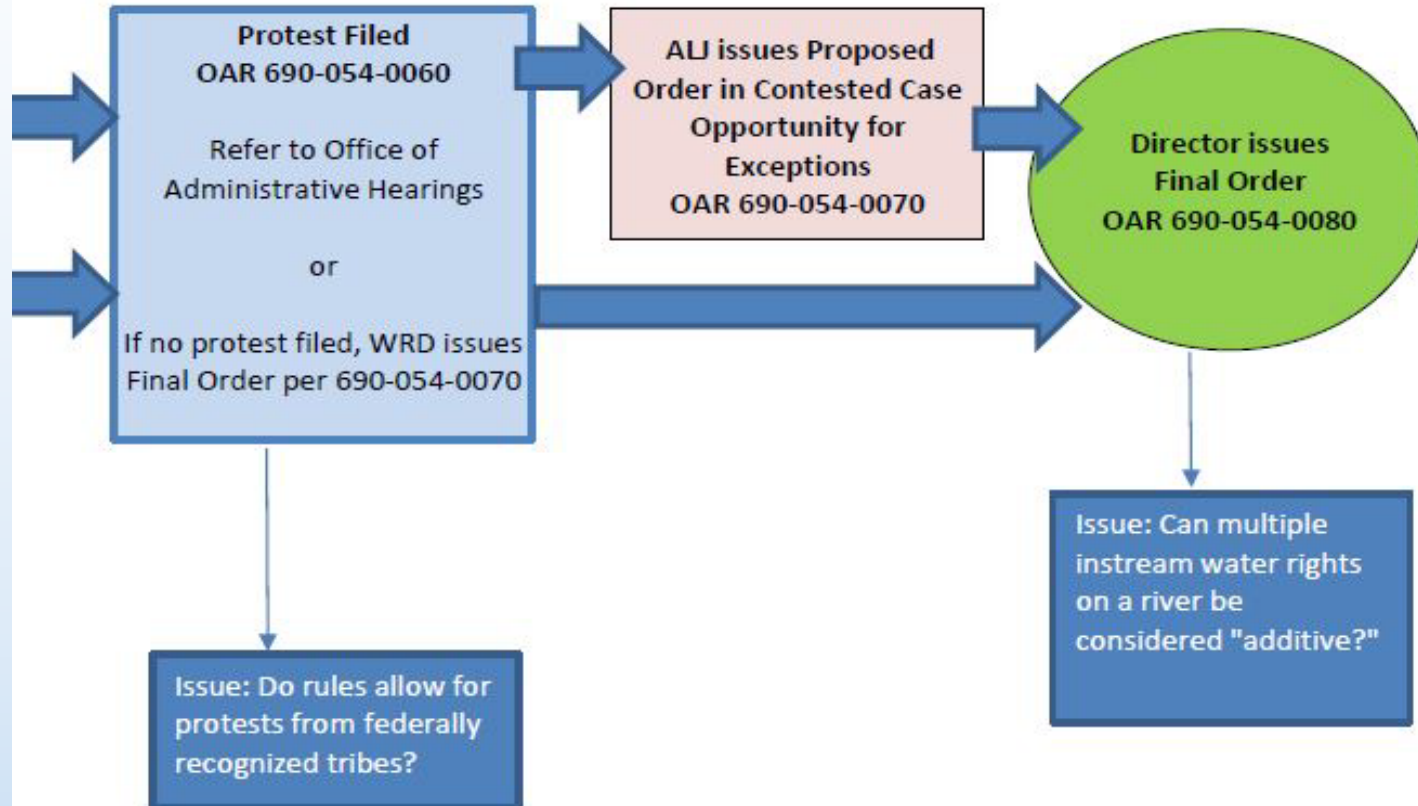 Protest Filed
OAR 690-054-0060
Refer to Office of
Administrative Hearings
or
If no protest filed, WRD issues
Final Order per 690-054-0070
ALJ issues Proposed
Order in Contested Case
Opportunity for
Exceptions
OAR 690-054-0070
Director issues
Final Order
OAR 690-054-0080
Issue: Do rules allow for
protests from federally
recognized tribes?
Issue: Can multiple
instream water rights
on a river be
considered "additive?"